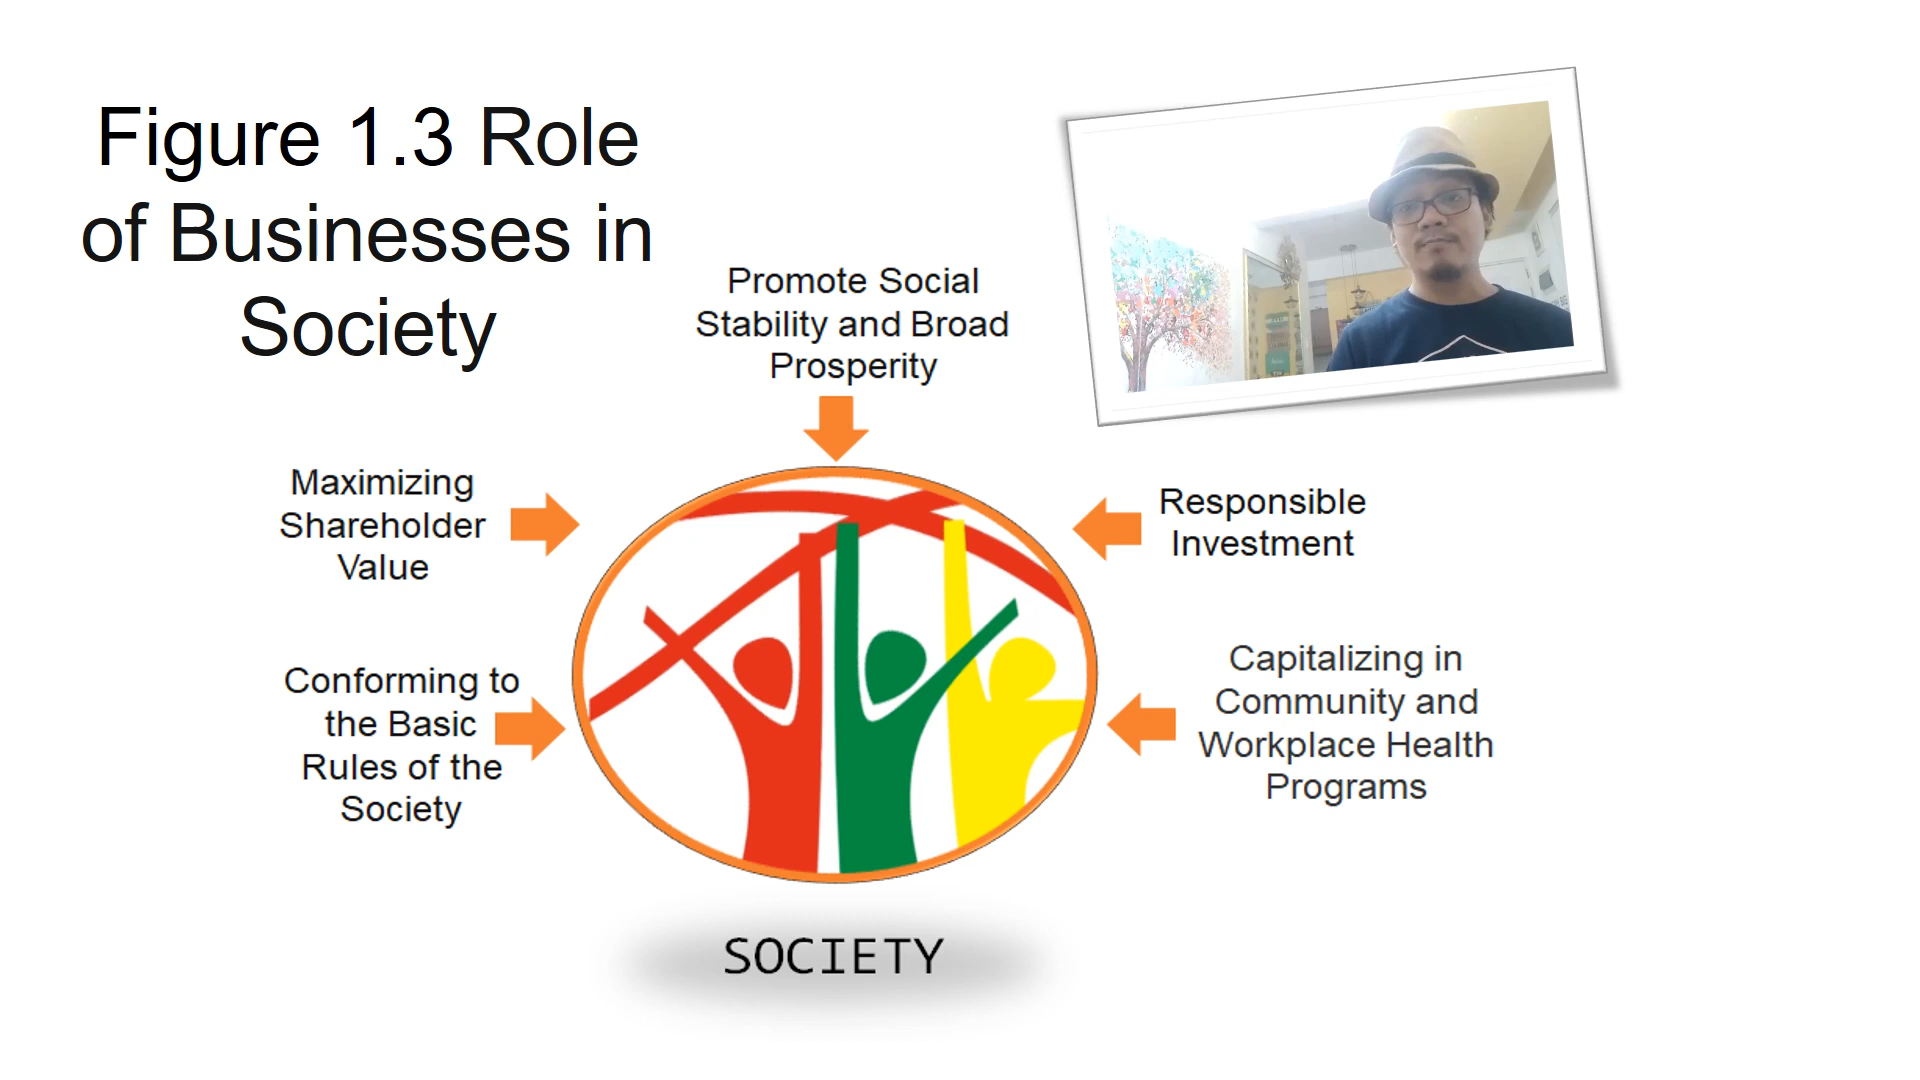 Figure 1.3 Role
of Businesses in
Society
Promote Social
Stability and Broad
Prosperity
Maximizing
Shareholder
Value
Responsible
Investment
Conforming to
the Basic
Rules of the
Society
Capitalizing in
Community and
Workplace Health
Programs
SOCIETY